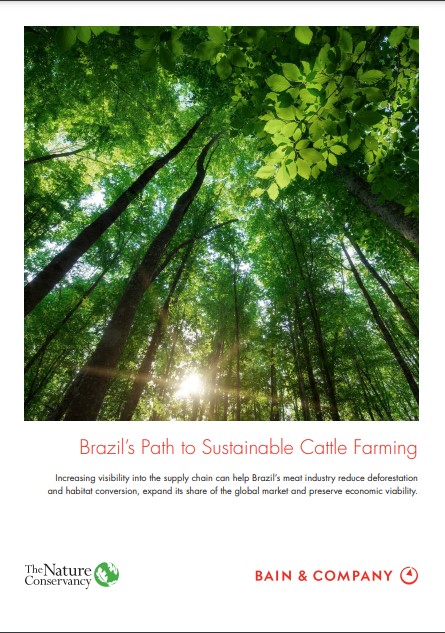 Brazil’s Path to Sustainable Cattle Farming
Increasing visibility into the supply chain can help Brazil’s meat industry reduce deforestation
and habitat conversion, expand its share of the global market and preserve economic viability.
The Nature
Conservancy
BAIN & COMPANY